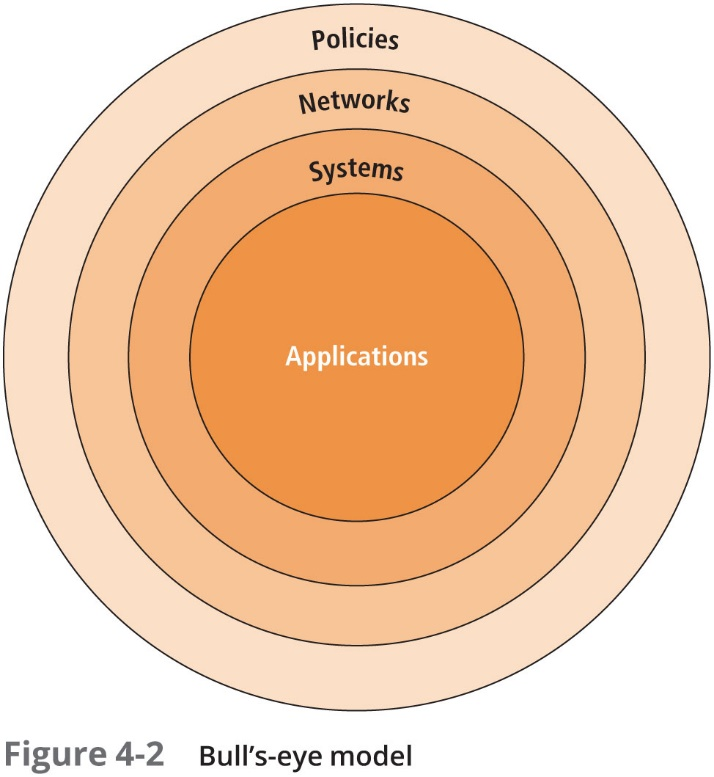 Policies
Networks
Systems
Applications
Figure 4-2 Bull’s-eye model